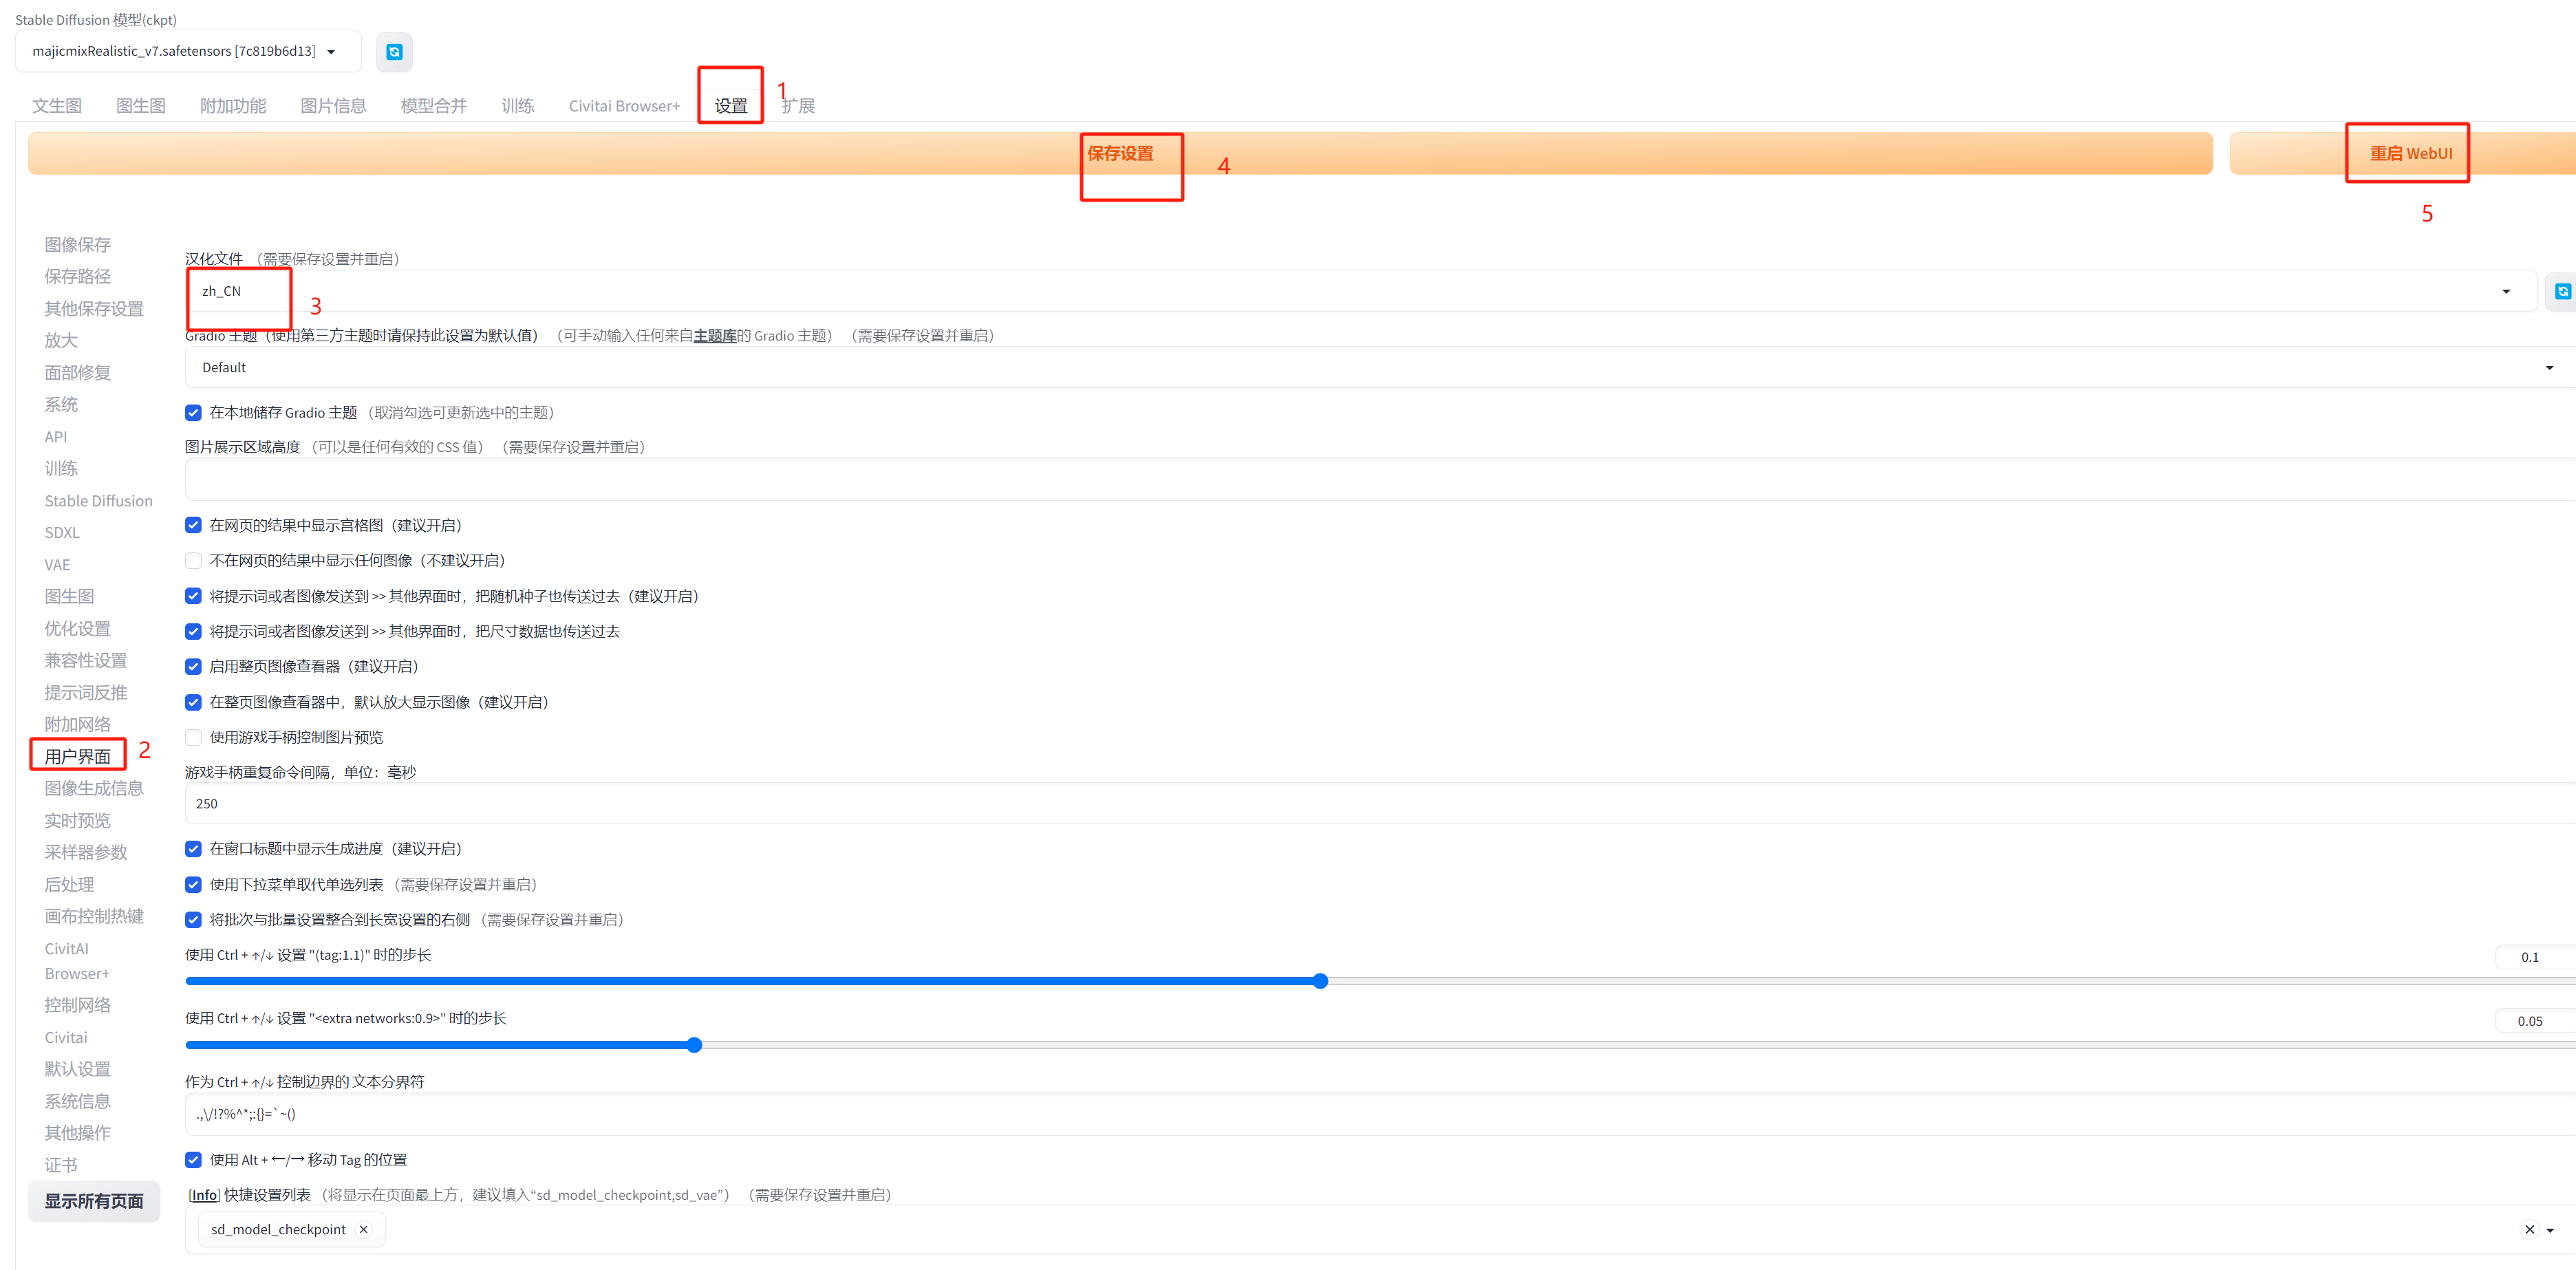 Stable Diffusion 模型(ckpt)
majicmixRealistic_v7.safetensors [7c819b6d13]
文生图 图生图 附加功能 图片信息 模型合并 训练 Civitai Browser+ 设置 1 扩展
保存设置 4 重启 WebUI
5
图像保存
保存路径
其他保存设置
放大
面部修复
系统
API
训练
Stable Diffusion
SDXL
VAE
图生图
优化设置
兼容性设置
提示词反推
附加网络
用户界面 2
图像生成信息
实时预览
采样器参数
后处理
画布控制热键
CivitAI
Browser+
控制网络
Civitai
默认设置
系统信息
其他操作
证书
显示所有页面
汉化文件 （需要保存设置并重启）
zh_CN
3
Gradio 主题（使用第三方主题时请保持此设置为默认值） （可手动输入任何来自主题库的 Gradio 主题） （需要保存设置并重启）
Default
在本地储存 Gradio 主题 （取消勾选可更新选中的主题）
图片展示区域高度 （可以是任何有效的 CSS 值） （需要保存设置并重启）
在网页的结果中显示宫格图（建议开启）
不在网页的结果中显示任何图像（不建议开启）
将提示词或者图像发送到 >> 其他界面时，把随机种子也传送过去（建议开启）
将提示词或者图像发送到 >> 其他界面时，把尺寸数据也传送过去
启用整页图像查看器（建议开启）
在整页图像查看器中，默认放大显示图像（建议开启）
使用游戏手柄控制图片预览
游戏手柄重复命令间隔，单位：毫秒
250
在窗口标题中显示生成进度（建议开启）
使用下拉菜单取代单选列表 （需要保存设置并重启）
将批次与批量设置整合到长宽设置的右侧 （需要保存设置并重启）
使用 Ctrl + ↑/↓ 设置 "(tag:1.1)" 时的步长
0.1
使用 Ctrl + ↑/↓ 设置 "<extra networks:0.9>" 时的步长
0.05
作为 Ctrl + ↑/↓ 控制边界的 文本分界符
.,\/!?%^*;:{}=`~()
使用 Alt + ←/→ 移动 Tag 的位置
[Info] 快捷设置列表 （将显示在页面最上方，建议填入“sd_model_checkpoint,sd_vae”） （需要保存设置并重启）
sd_model_checkpoint